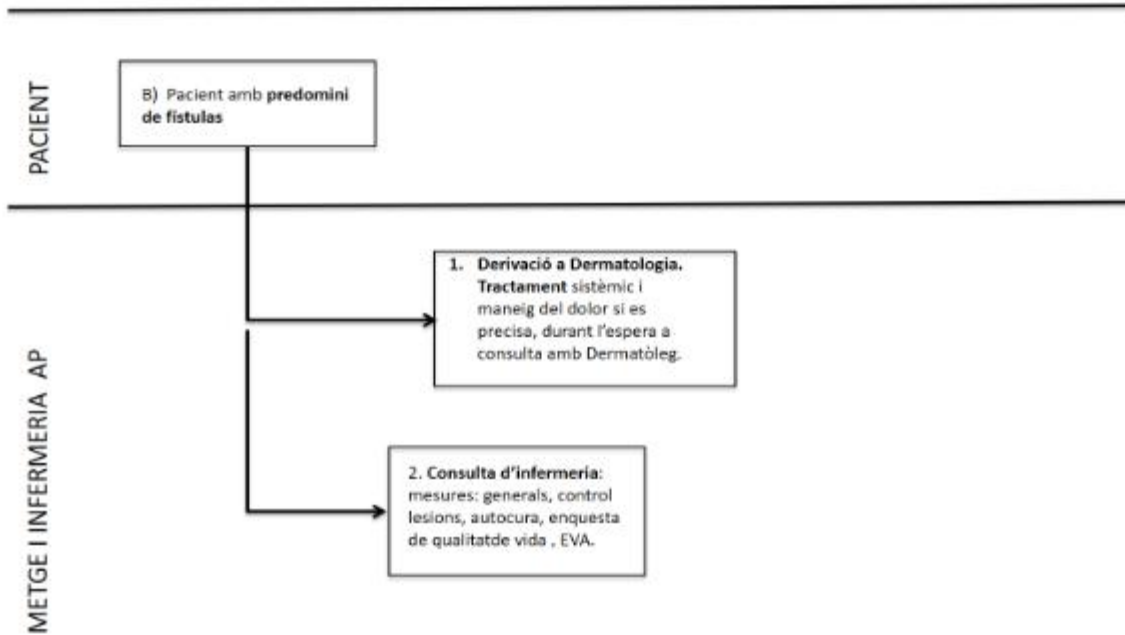 PACIENT
B) Pacient amb predomini
de fistulas
METGE I INFERMERIA AP
1. Derivació a Dermatologia.
Tractament sistèmic i
maneig del dolor si es
precisa, durant l'espera a
consulta amb Dermatòleg.
2. Consulta d'infermeria:
mesures: generals, control
lesions, autocura, enquesta
de qualitatde vida , EVA.